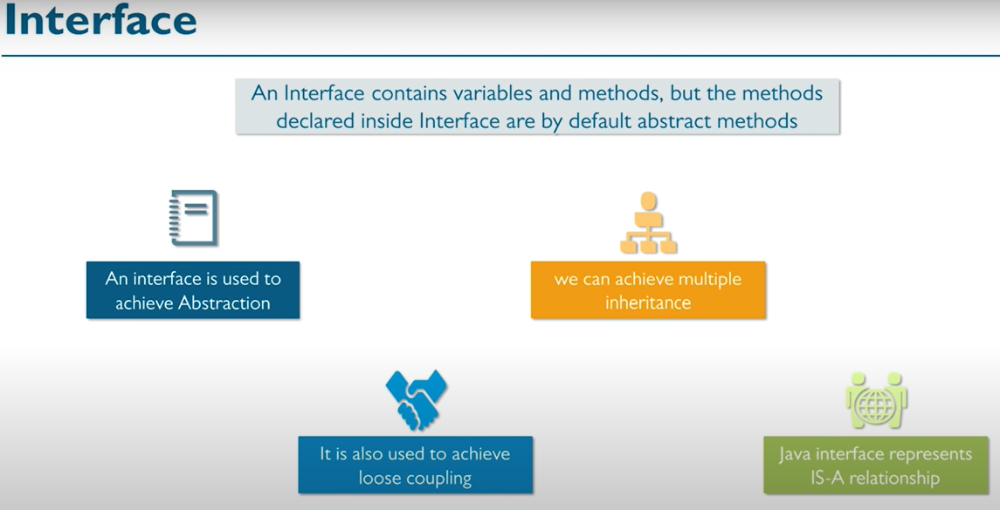 Interface
An Interface contains variables and methods, but the methods
declared inside Interface are by default abstract methods
An interface is used to
achieve Abstraction
we can achieve multiple
inheritance
It is also used to achieve
loose coupling
Java interface represents
IS-A relationship